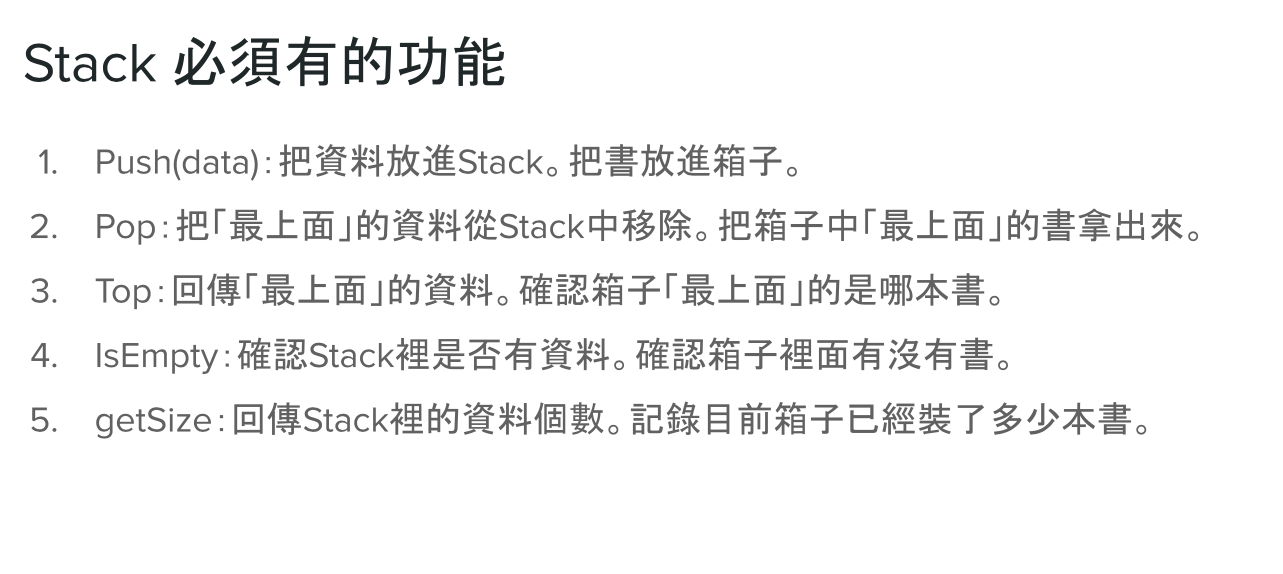 Stack 必須有的功能
1. Push(data)：把資料放進Stack。把書放進箱子。
2. Pop：把「最上面」的資料從Stack中移除。把箱子中「最上面」的書拿出來。
3. Top：回傳「最上面」的資料。確認箱子「最上面」的是哪本書。
4. IsEmpty：確認Stack裡是否有資料。確認箱子裡面有沒有書。
5. getSize：回傳Stack裡的資料個數。記錄目前箱子已經裝了多少本書。